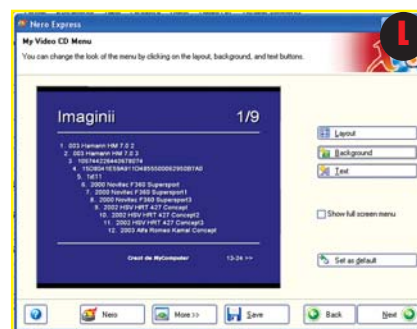 Nero Express
My Video CD Menu
You can change the look of the menu by clicking on the layout, background, and text buttons.
Imaginii 1/9
1. 003 Hamann HM 7.0 2
2. 003 Hamann HM 7.0 3
3. 106744226440678074
5. TIET1
6. 2000 Novitec F360 Supersport
7. 2000 Novitec F360 Supersport1
8. 2000 Novitec F360 Supersport3
9. 2002 HSV HRT 427 Concept
10. 2002 HSV HRT 427 Concept2
11. 2002 HSV HRT 427 Concept3
12. 2003 Alfa Romeo Kamal Concept
Creat de MyComputer 13-24 >>
Layout
Background
Text
Show full screen menu
Set as default
Nero
More >>
Save
Back
Next